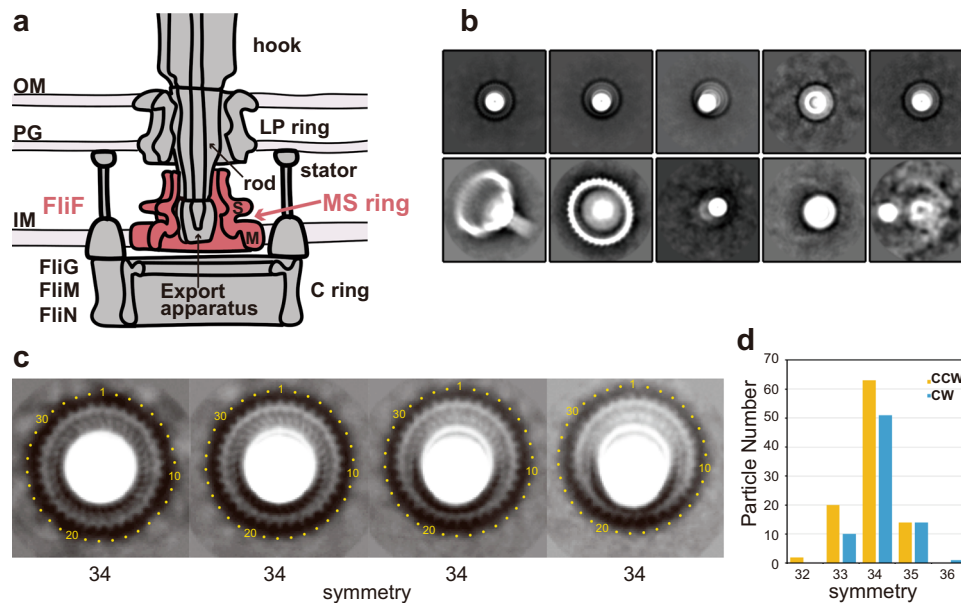 a
hook
OM
PG
LP ring
rod
stator
FliF
S
MS ring
IM
M
FliG
FliM
FliN
Export
apparatus
C ring
b
c
1
10
20
30
1
10
20
30
1
10
20
30
1
10
20
30
34
34
34
34
symmetry
d
70
60
50
40
30
20
10
0
Particle Number
CCW
CW
32
33
34
35
36
symmetry